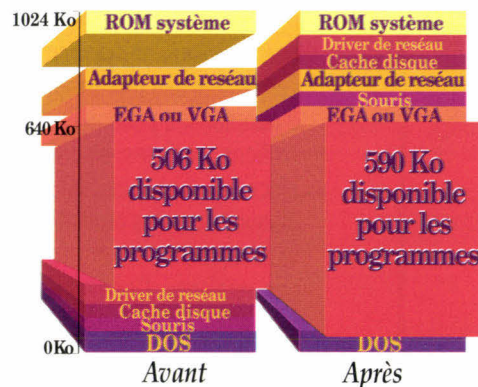 1024 Ko
ROM système
Adapteur de reséau
EGA ou VGA
640 Ko
506 Ko
disponible
pour les
programmes
Driver de reséau
Cache disque
Souris
DOS
0Ko
Avant
ROM système
Driver de reséau
Cache disque
Adapteur de reséau
Souris
EGA ou VGA
590 Ko
disponible
pour les
programmes
DOS
Après